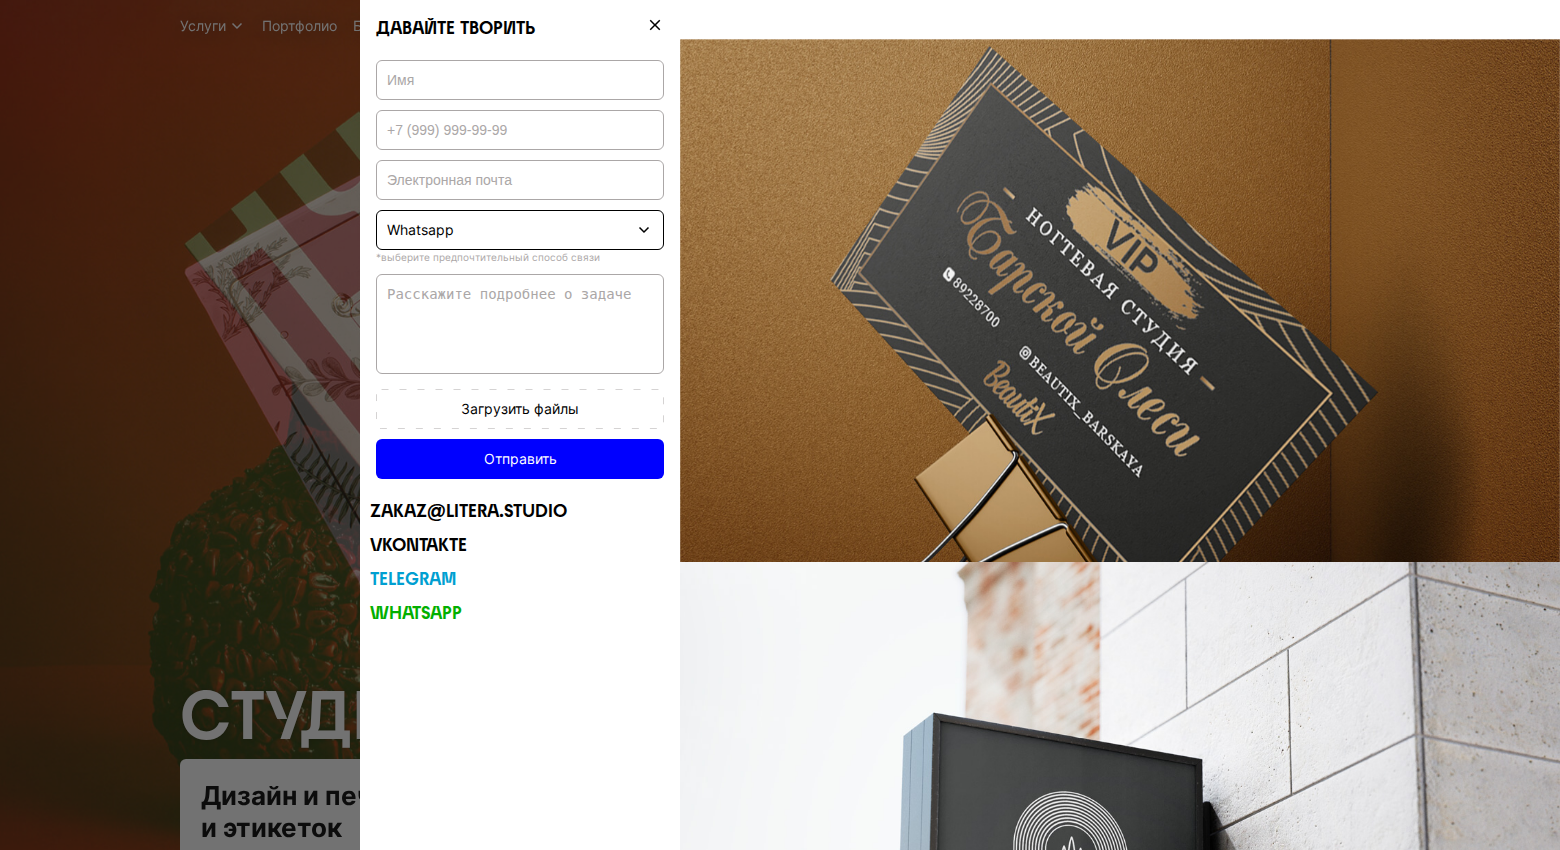 Услуги
Портфолио
ДАВАЙТЕ ТВОРИТЬ
Имя
+7 (999) 999-99-99
Электронная почта
Whatsapp
*выберите предпочтительный способ связи
Расскажите подробнее о задаче
Загрузить файлы
Отправить
ZAKAZ@LITERA.STUDIO
VKONTAKTE
TELEGRAM
WHATSAPP
Дизайн и
и этикеток
VIP
- НОГТЕВАЯ СТУДИЯ -
Барской Олеси
89228700
BEAUTIX_BARSKAYA
BeautiX